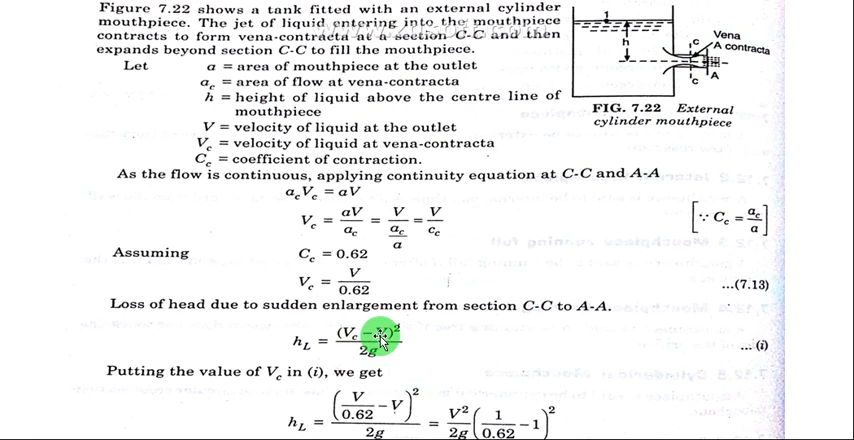 Figure 7.22 shows a tank fitted with an external cylinder
mouthpiece. The jet of liquid entering into the mouthpiece
contracts to form vena-contracta at a section C-C and then
expands beyond section C-C to fill the mouthpiece.
Let a = area of mouthpiece at the outlet
a_c = area of flow at vena-contracta
h = height of liquid above the centre line of
mouthpiece
V = velocity of liquid at the outlet
V_c = velocity of liquid at vena-contracta
C_c = coefficient of contraction.
h
C
C
Vena
A contracta
A
FIG. 7.22 External
cylinder mouthpiece
As the flow is continuous, applying continuity equation at C-C and A-A
a_c V_c = aV
V_c = aV/a_c = V/(a_c/a) = V/c_c [∵ C_c = a_c/a]
Assuming C_c = 0.62
V_c = V/0.62 ...(7.13)
Loss of head due to sudden enlargement from section C-C to A-A.
h_L = (V_c – V)²/2g ... (i)
Putting the value of V_c in (i), we get
h_L = (V/0.62 – V)²/2g = V²/2g (1/0.62 – 1)²